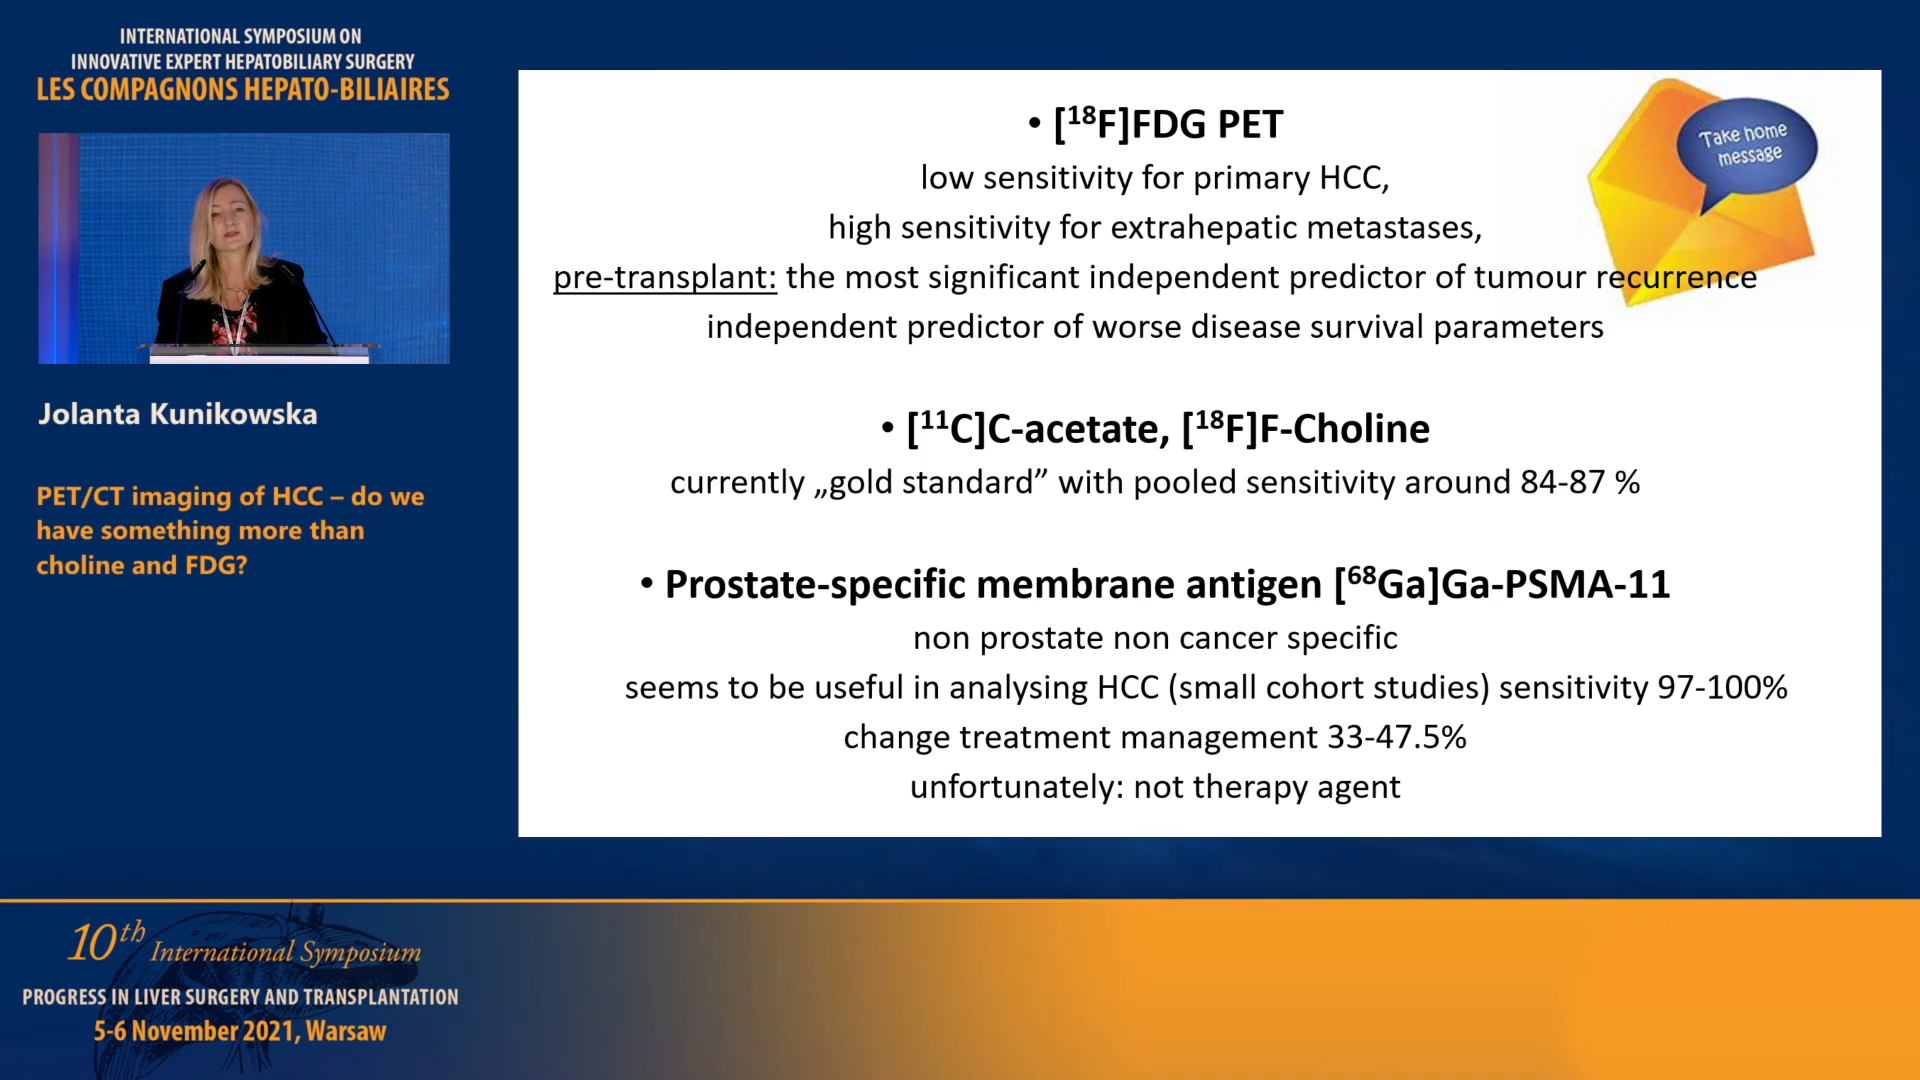 INTERNATIONAL SYMPOSIUM ON
INNOVATIVE EXPERT HEPATOBILIARY SURGERY
LES COMPAGNONS HEPATO-BILIAIRES
Jolanta Kunikowska
PET/CT imaging of HCC – do we
have something more than
choline and FDG?
• [¹⁸F]FDG PET
low sensitivity for primary HCC,
high sensitivity for extrahepatic metastases,
pre-transplant: the most significant independent predictor of tumour recurrence
independent predictor of worse disease survival parameters
Take home
message
• [¹¹C]C-acetate, [¹⁸F]F-Choline
currently „gold standard” with pooled sensitivity around 84-87 %
• Prostate-specific membrane antigen [⁶⁸Ga]Ga-PSMA-11
non prostate non cancer specific
seems to be useful in analysing HCC (small cohort studies) sensitivity 97-100%
change treatment management 33-47.5%
unfortunately: not therapy agent
10th International Symposium
PROGRESS IN LIVER SURGERY AND TRANSPLANTATION
5-6 November 2021, Warsaw